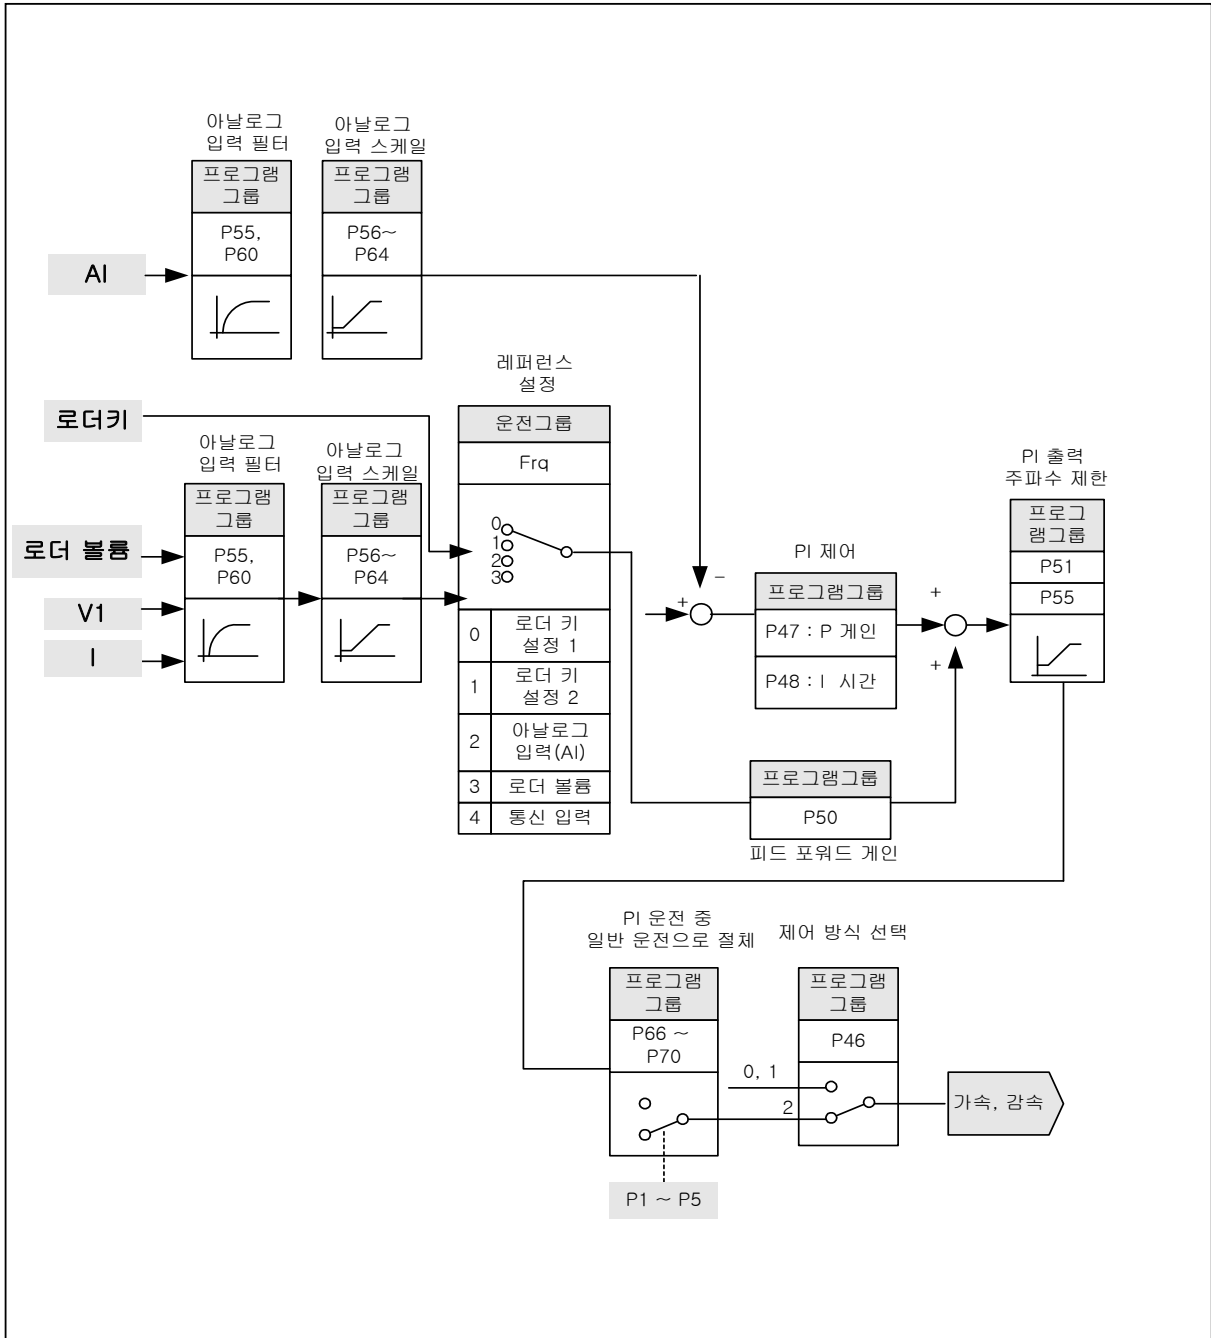 아날로그
입력 필터
아날로그
입력 스케일
프로그램
그룹
프로그램
그룹
P55,
P60
P56~
P64
AI
레퍼런스
설정
로더키
운전그룹
Frq
아날로그
입력 필터
아날로그
입력 스케일
프로그램
그룹
프로그램
그룹
로더 볼륨
P55,
P60
P56~
P64
V1
I
0
1
2
3
0
로더 키
설정 1
1
로더 키
설정 2
2
아날로그
입력(AI)
3
로더 볼륨
4
통신 입력
−
+
PI 제어
프로그램그룹
P47 : P 게인
P48 : I 시간
+
+
PI 출력
주파수 제한
프로그
램그룹
P51
P55
프로그램그룹
P50
피드 포워드 게인
PI 운전 중
일반 운전으로 절체
제어 방식 선택
프로그램
그룹
프로그램
그룹
P66 ~
P70
P46
0, 1
2
가속, 감속
P1 ~ P5